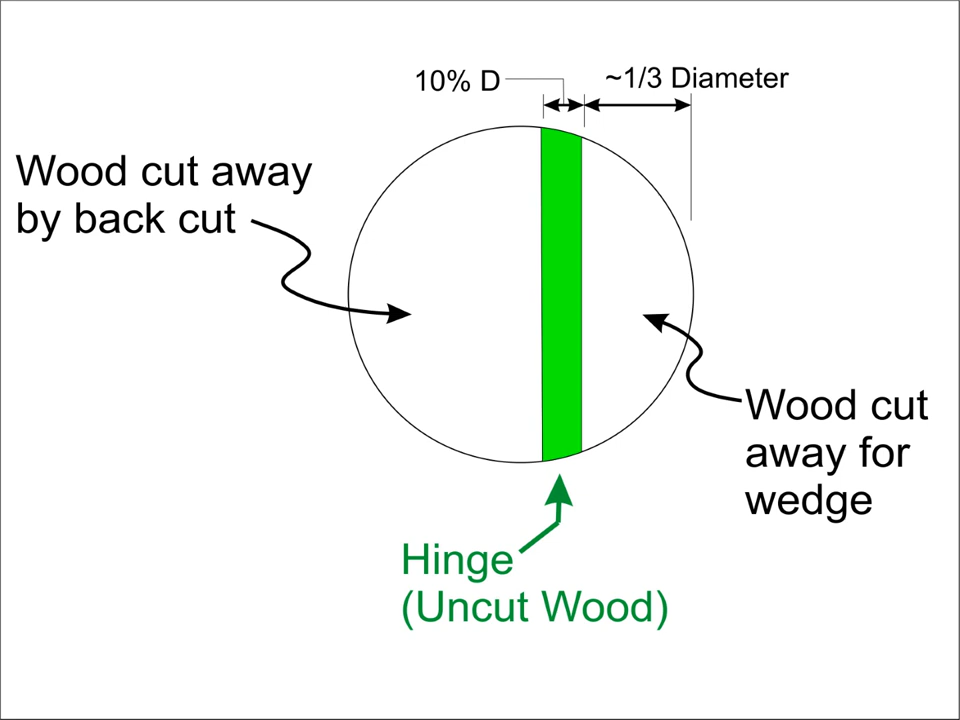 10% D
~1/3 Diameter
Wood cut away
by back cut
Wood cut
away for
wedge
Hinge
(Uncut Wood)